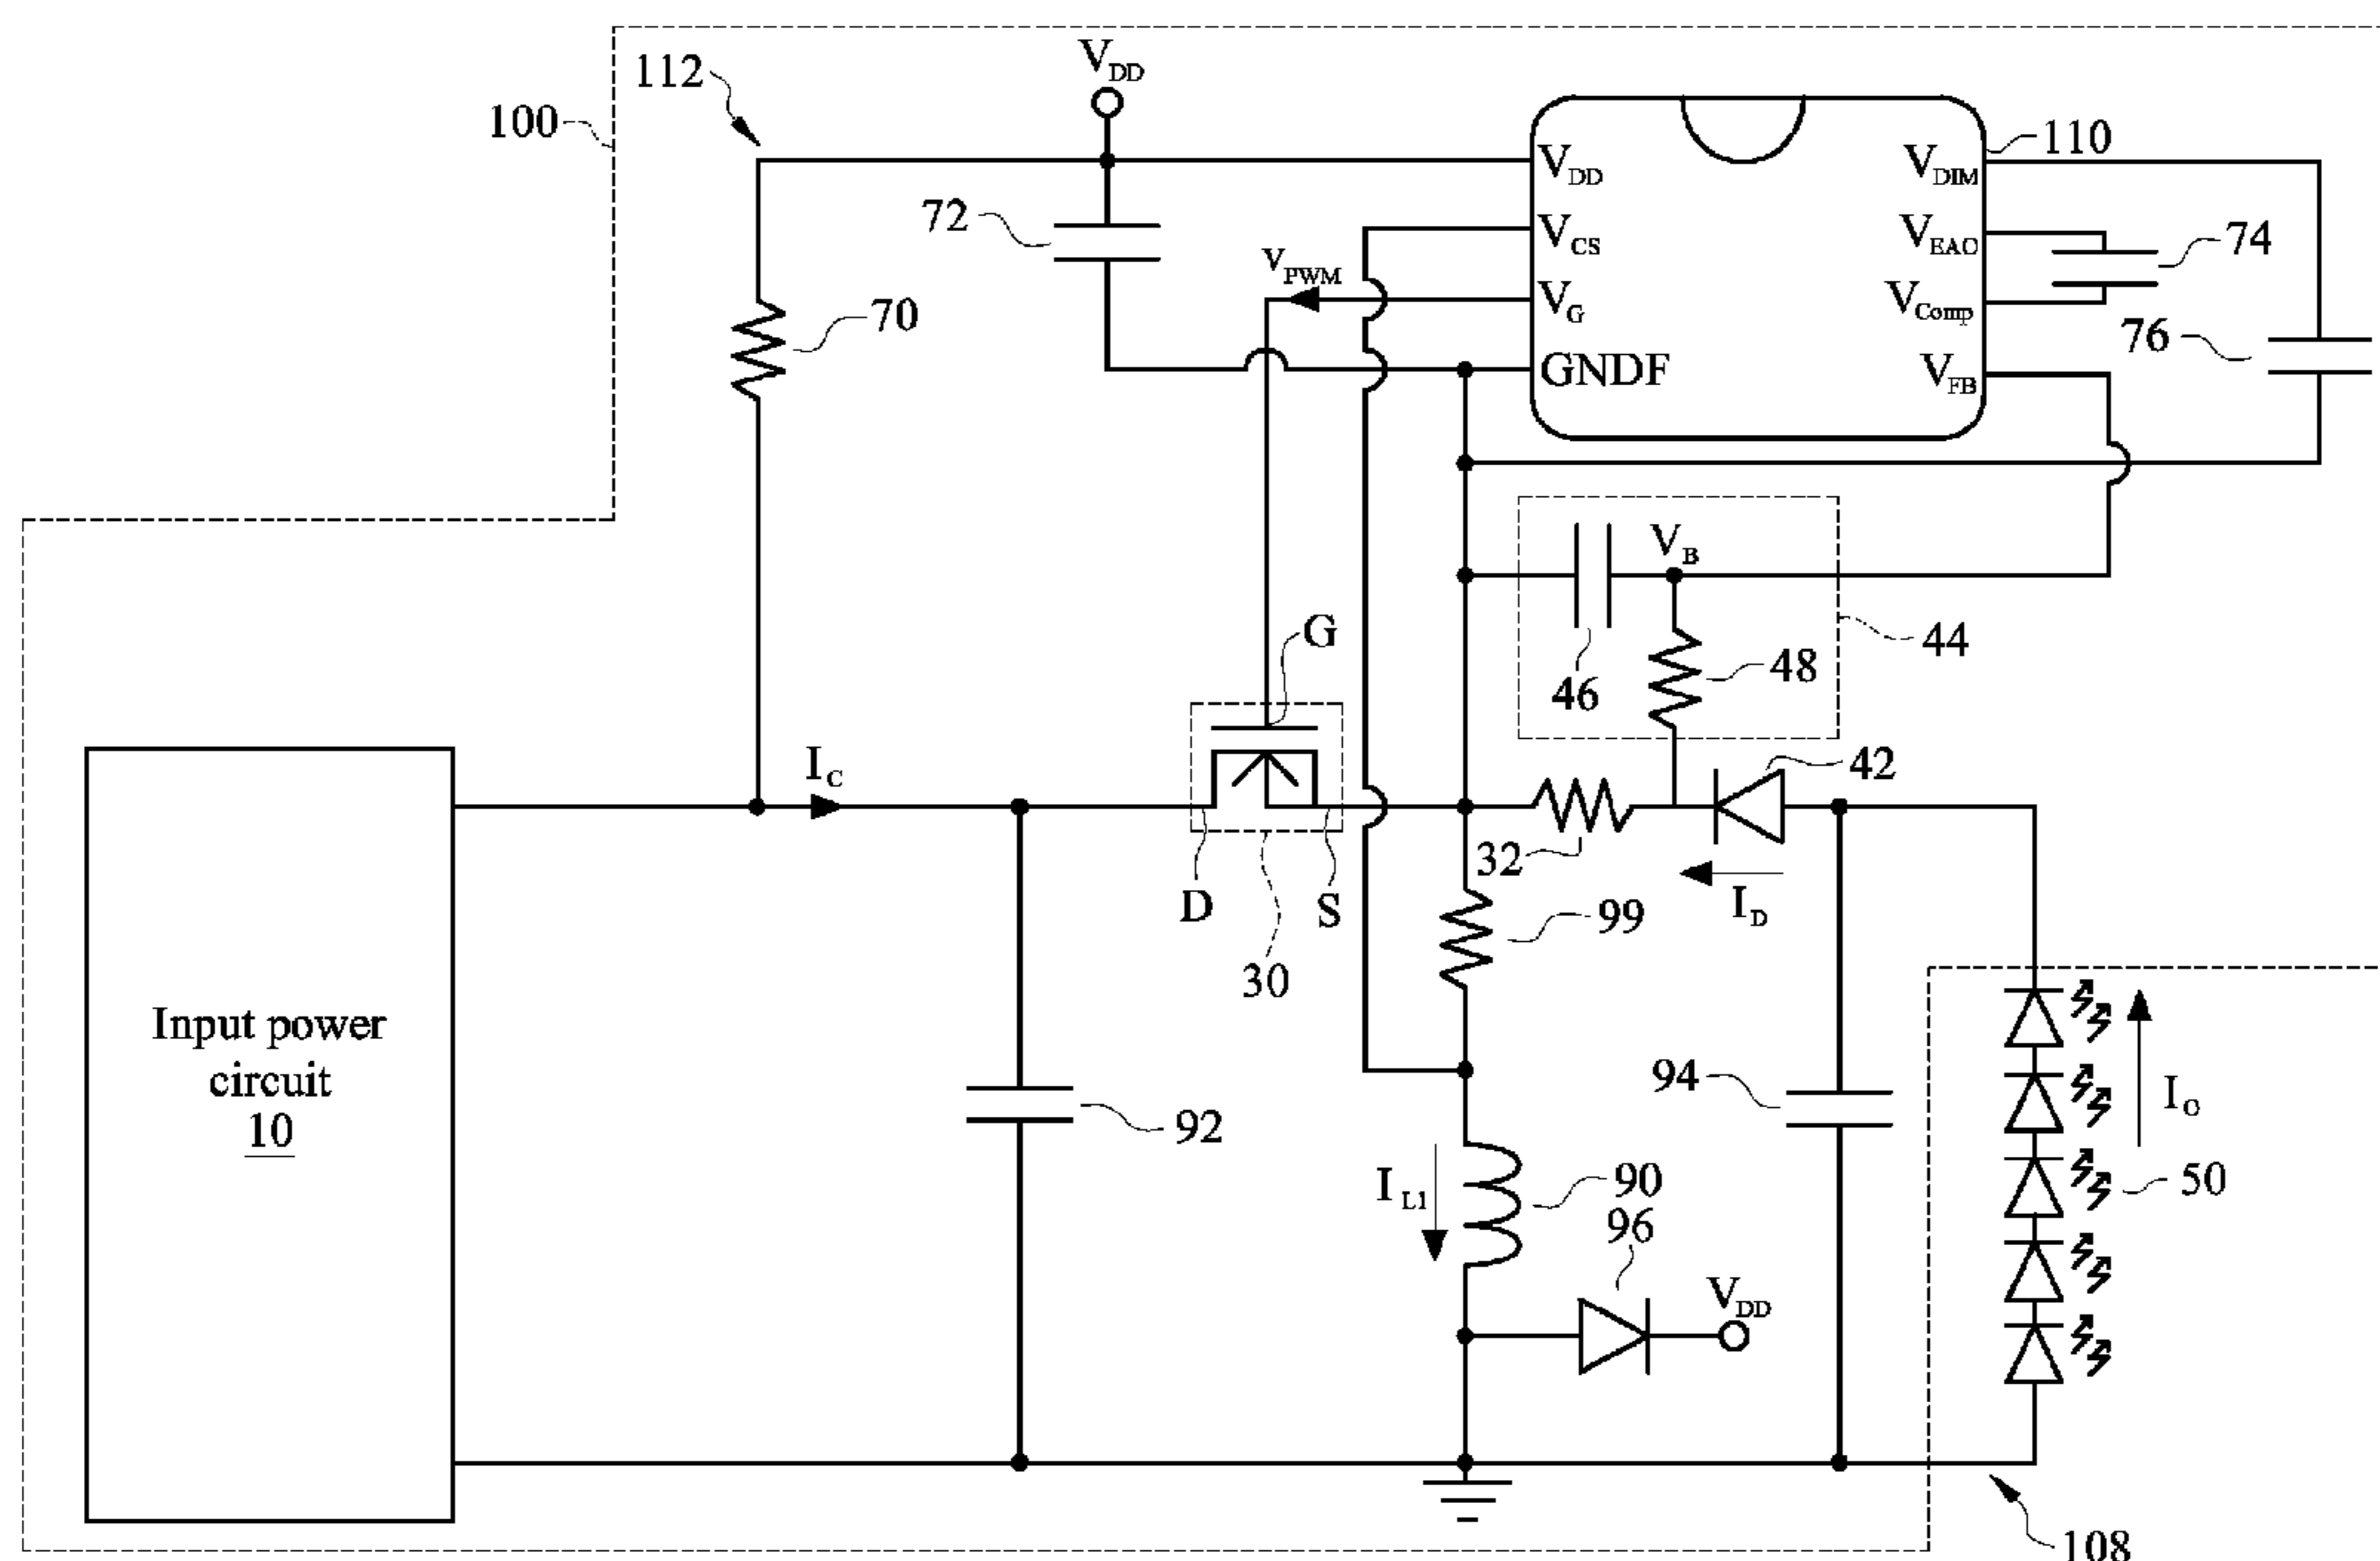 V_DD
112
100
110
V_DD
V_DIM
72
V_CS
V_EAO
74
V_PWM
V_G
V_Comp
70
76
GNDF
V_FB
V_B
G
44
48
46
I_C
42
32
D
S
I_D
99
30
Input power
circuit
10
94
I_O
92
I_L1
90
50
96
V_DD
108